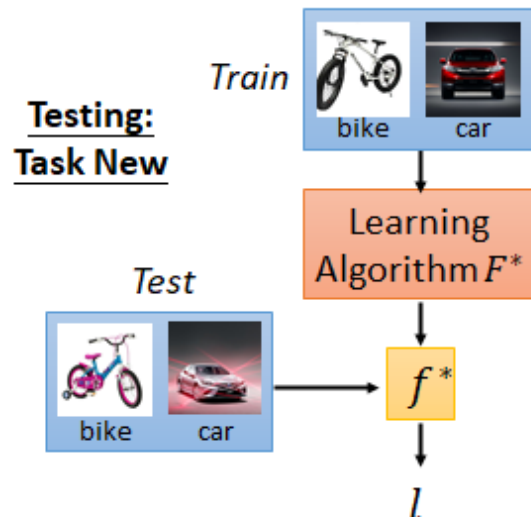 Train
bike car
Testing:
Task New
Learning
Algorithm F*
Test
bike car
f*
l